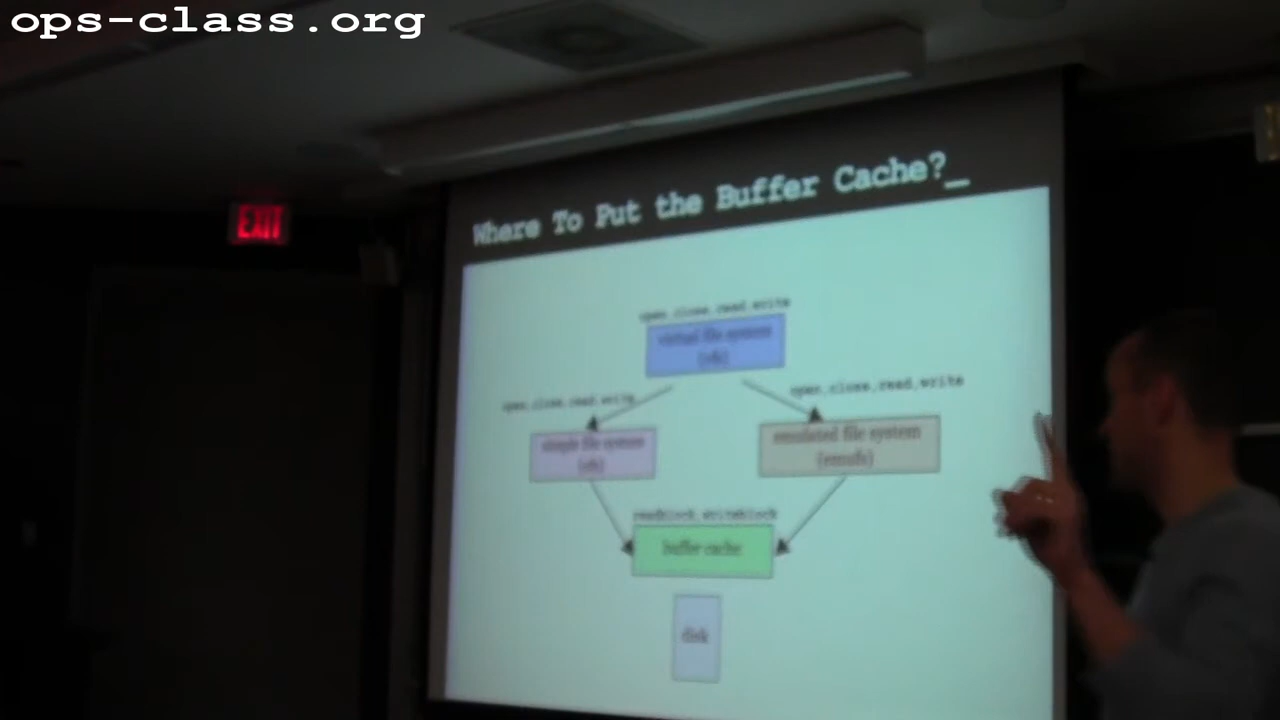 ops-class.org
EXIT
Where To Put the Buffer Cache?_
open,close,read,write
virtual file system
(vfs)
open,close,read,write
open,close,read,write
simple file system
(sfs)
emulated file system
(emufs)
readblock,writeblock
buffer cache
disk